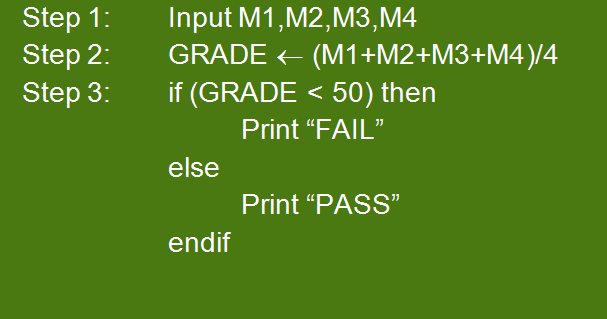 Step 1: Input M1,M2,M3,M4
Step 2: GRADE ← (M1+M2+M3+M4)/4
Step 3: if (GRADE < 50) then
Print “FAIL”
else
Print “PASS”
endif